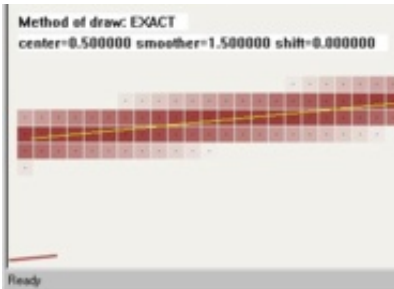 Method of draw: EXACT
center=0.500000 smoother=1.500000 shift=0.000000
Ready